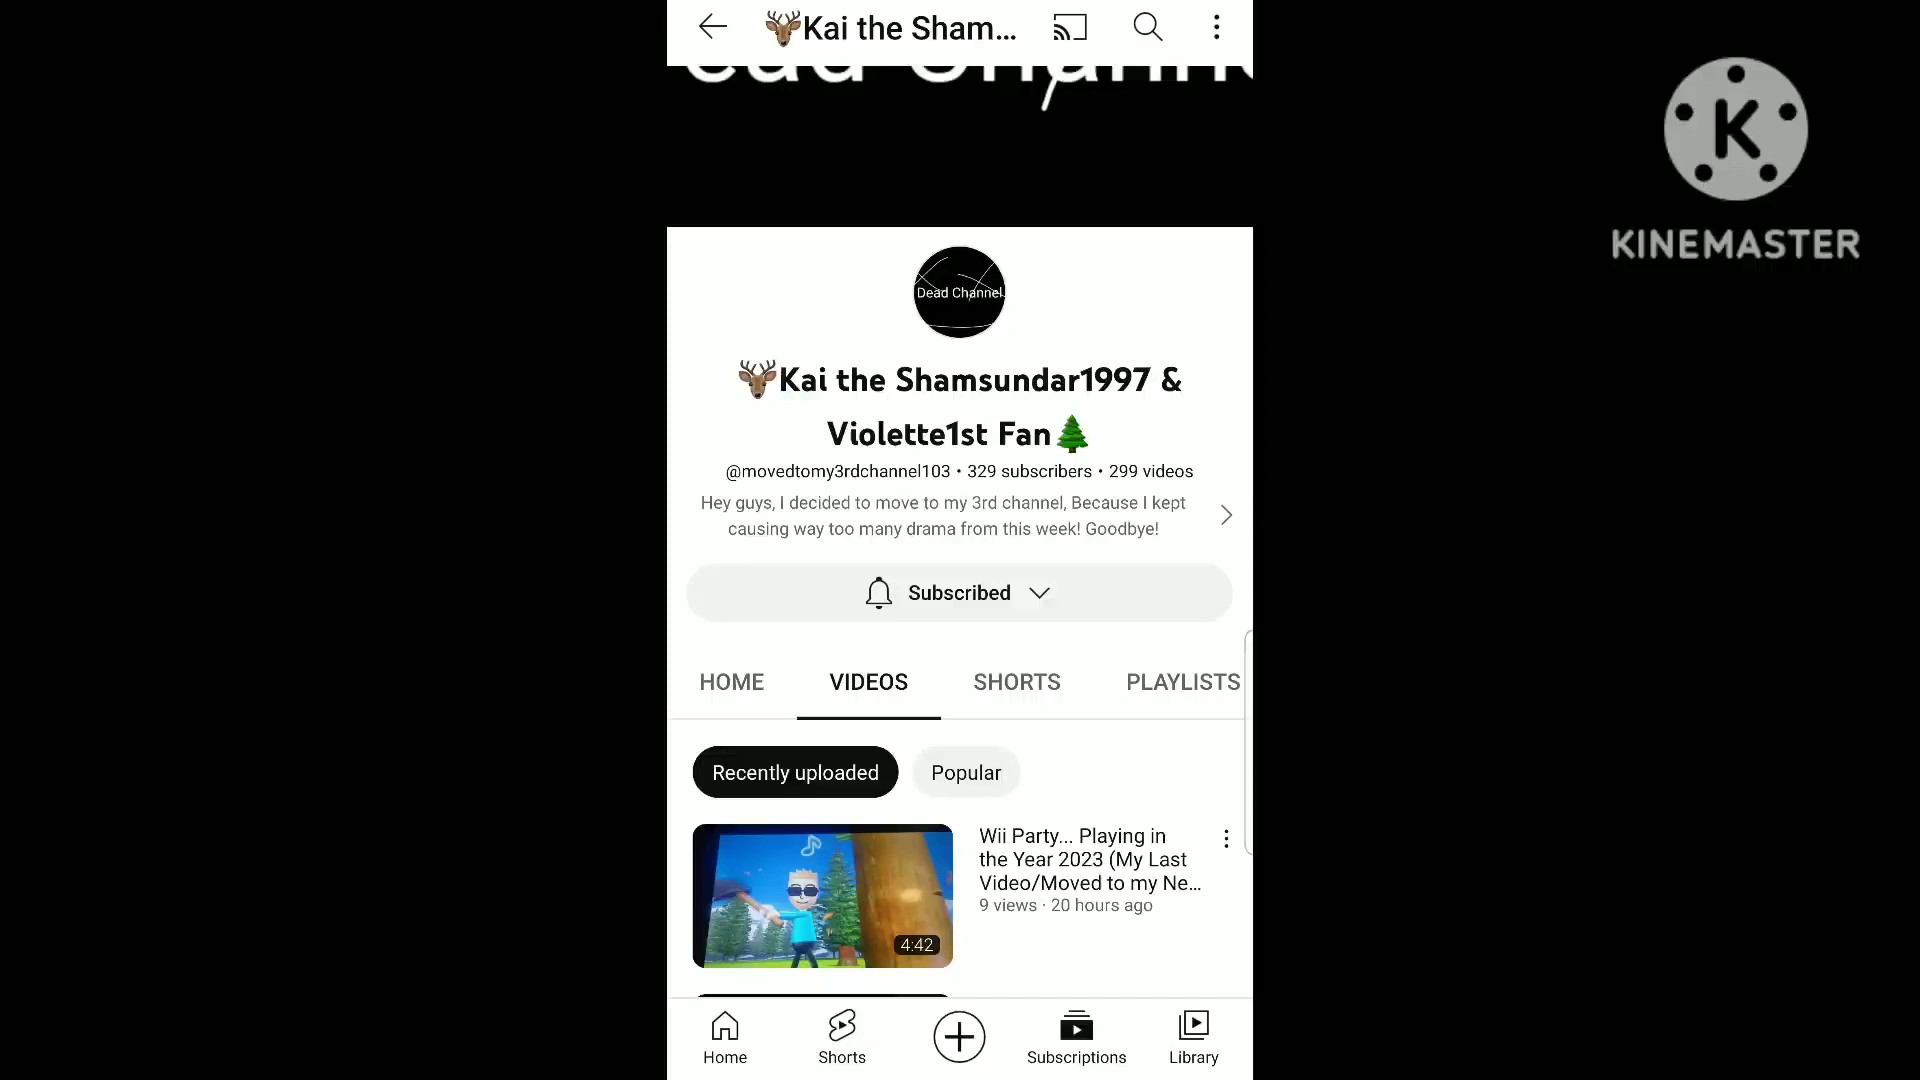 🦌Kai the Sham...
ead Channe
K
KINEMASTER
Dead Channel
🦌Kai the Shamsundar1997 &
Violette1st Fan🌲
@movedtomy3rdchannel103 • 329 subscribers • 299 videos
Hey guys, I decided to move to my 3rd channel, Because I kept
causing way too many drama from this week! Goodbye!
Subscribed
HOME VIDEOS SHORTS PLAYLISTS
Recently uploaded Popular
Wii Party... Playing in
the Year 2023 (My Last
Video/Moved to my Ne...
9 views · 20 hours ago
4:42
Home Shorts Subscriptions Library